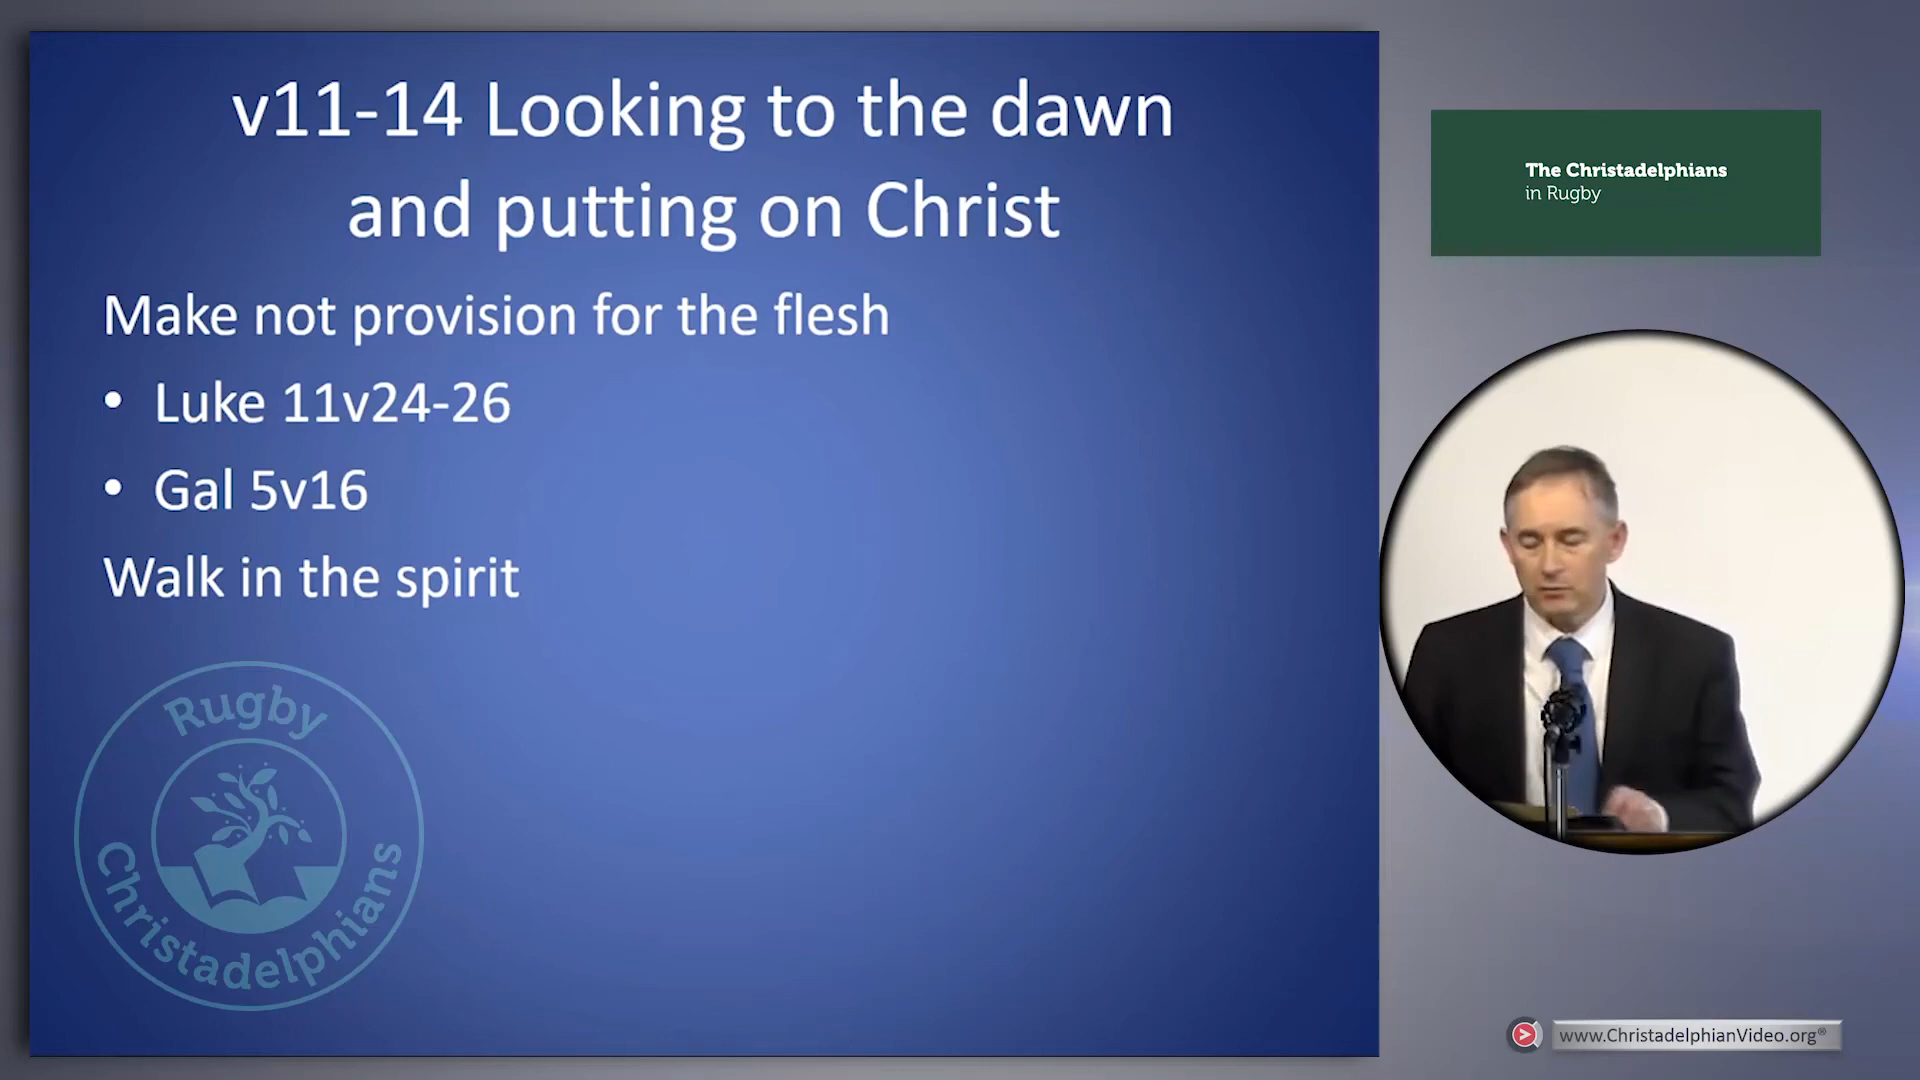 v11-14 Looking to the dawn
and putting on Christ
Make not provision for the flesh
• Luke 11v24-26
• Gal 5v16
Walk in the spirit
Rugby
Christadelphians
The Christadelphians
in Rugby
www.ChristadelphianVideo.org®